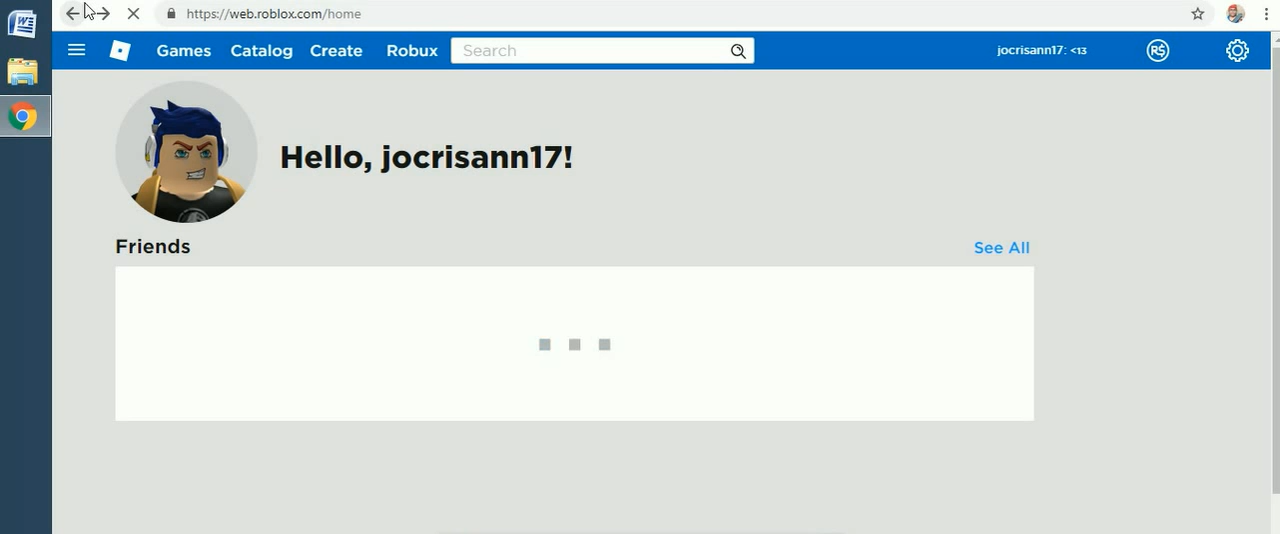 https://web.roblox.com/home
Games Catalog Create Robux Search jocrisann17: <13
Hello, jocrisann17!
Friends See All